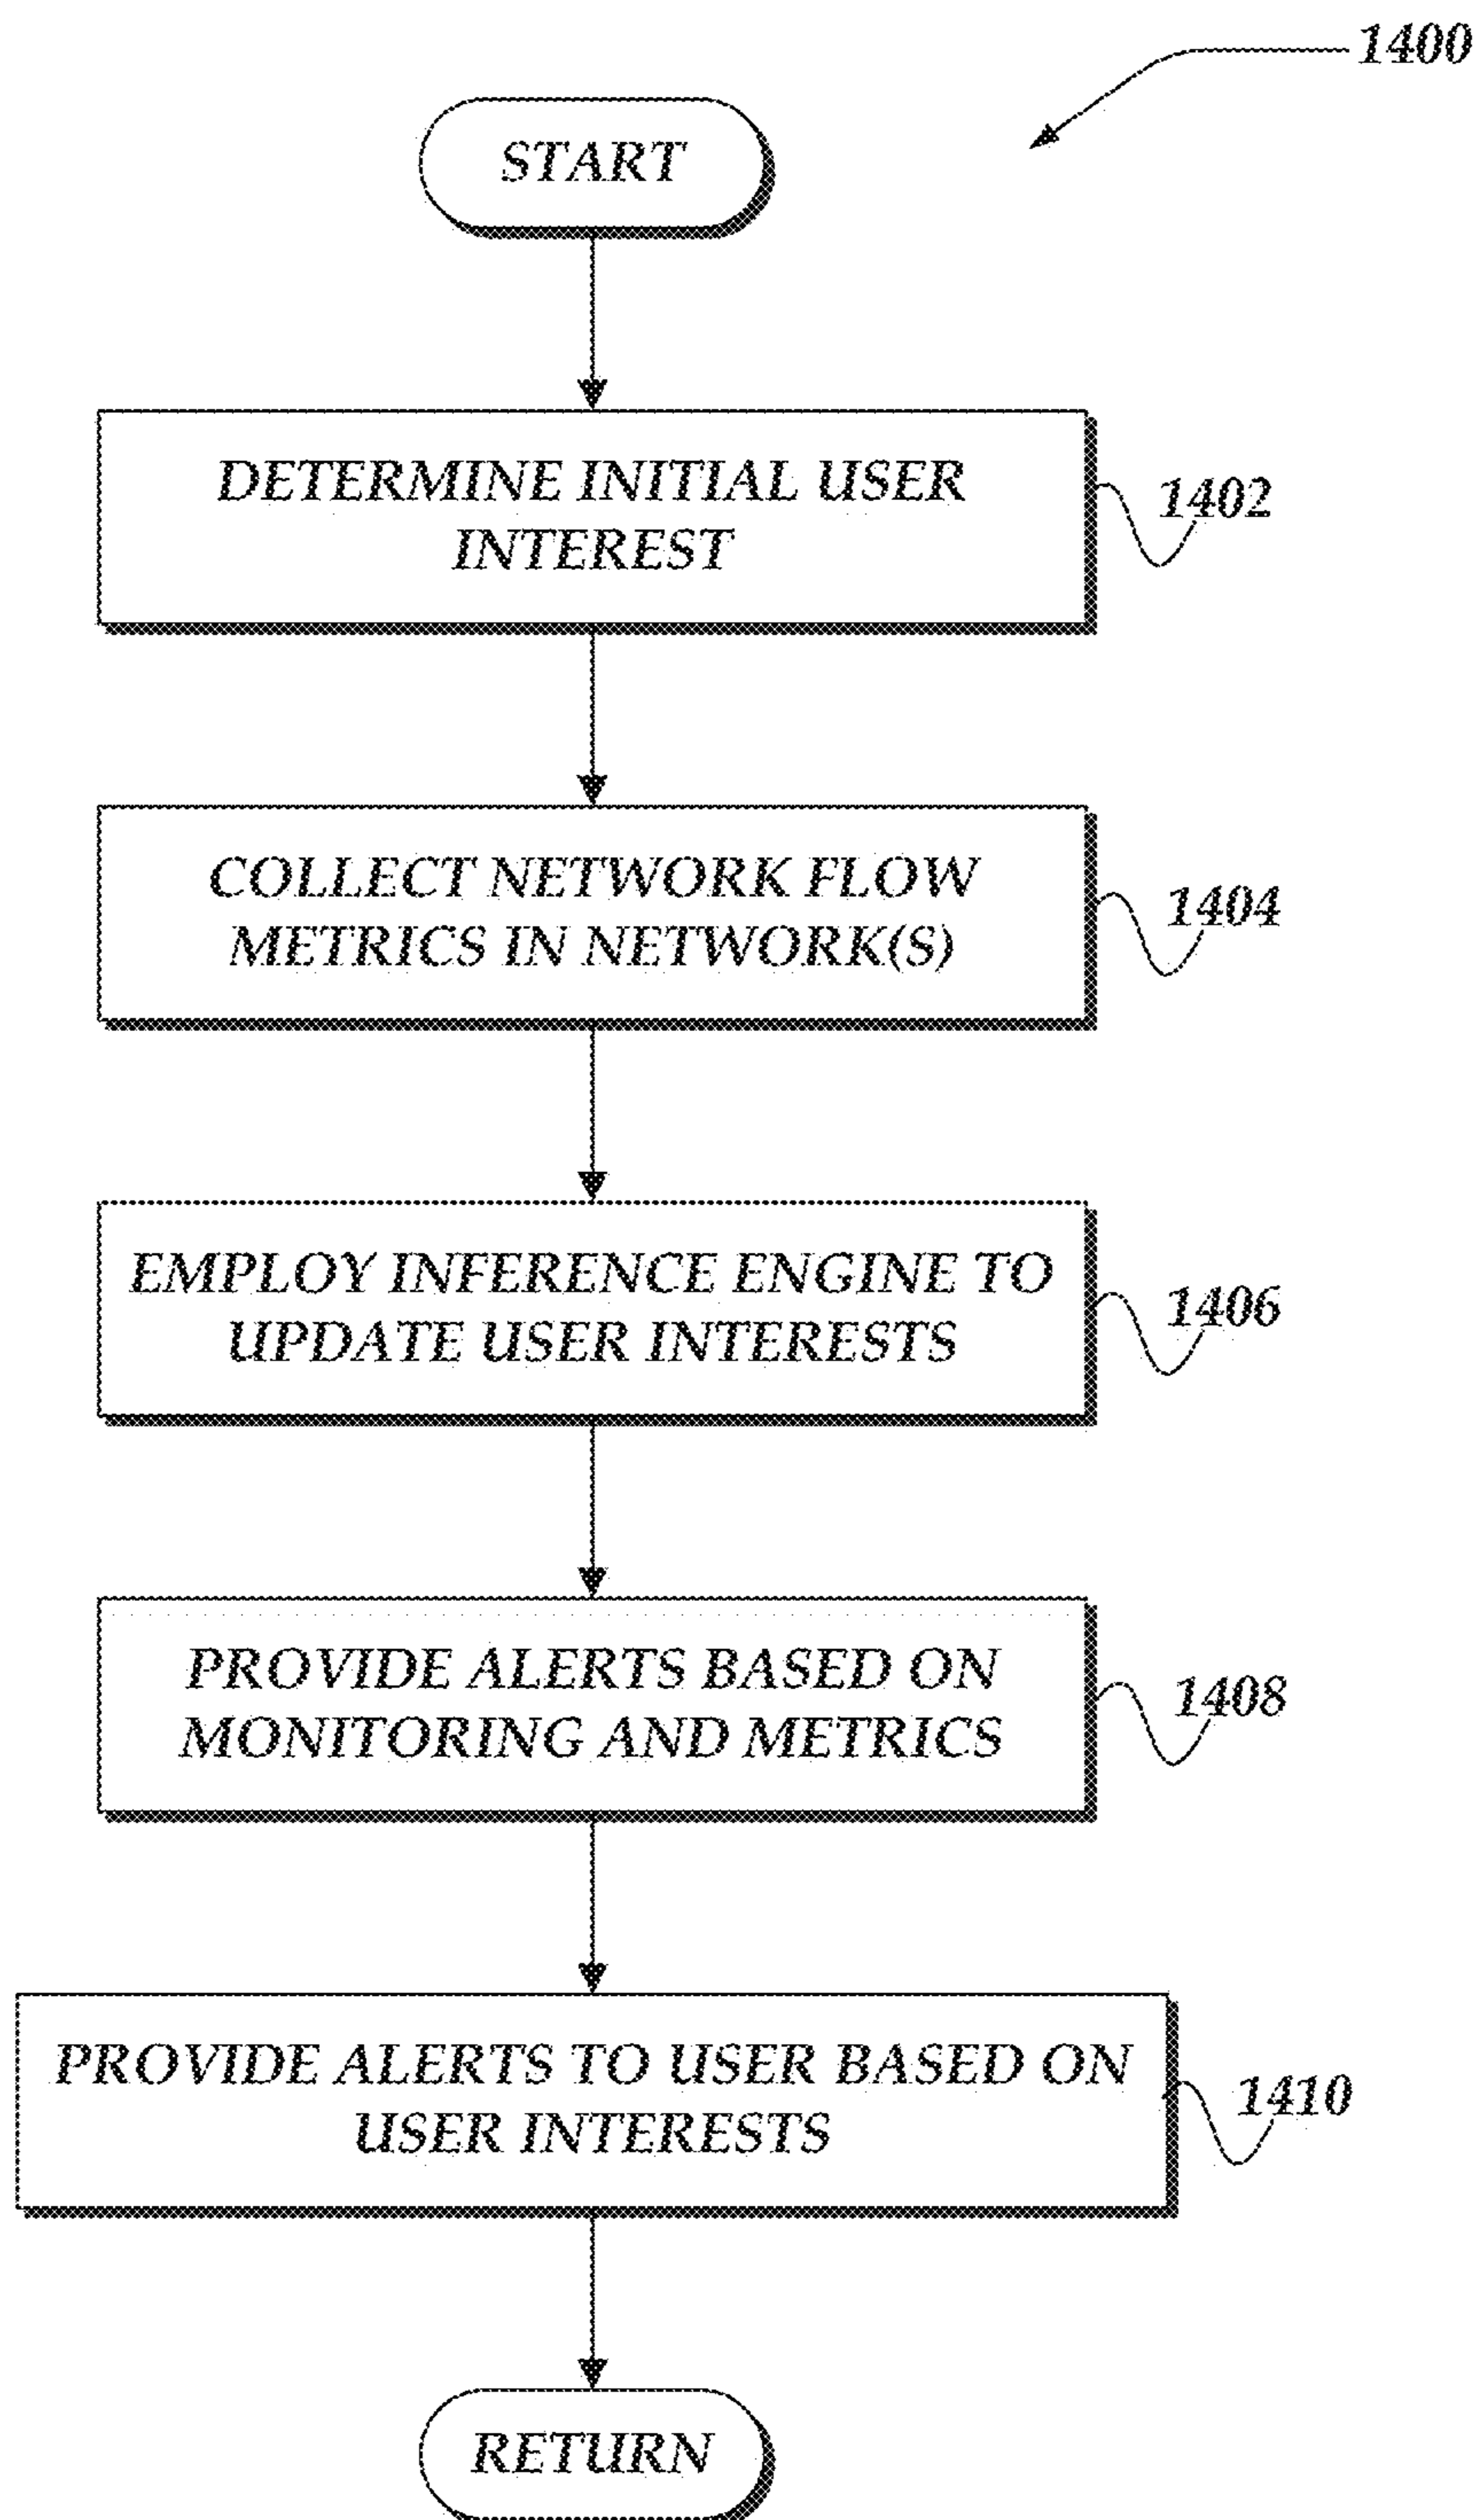 1400
START
DETERMINE INITIAL USER
INTEREST
1402
COLLECT NETWORK FLOW
METRICS IN NETWORK(S)
1404
EMPLOY INFERENCE ENGINE TO
UPDATE USER INTERESTS
1406
PROVIDE ALERTS BASED ON
MONITORING AND METRICS
1408
PROVIDE ALERTS TO USER BASED ON
USER INTERESTS
1410
RETURN